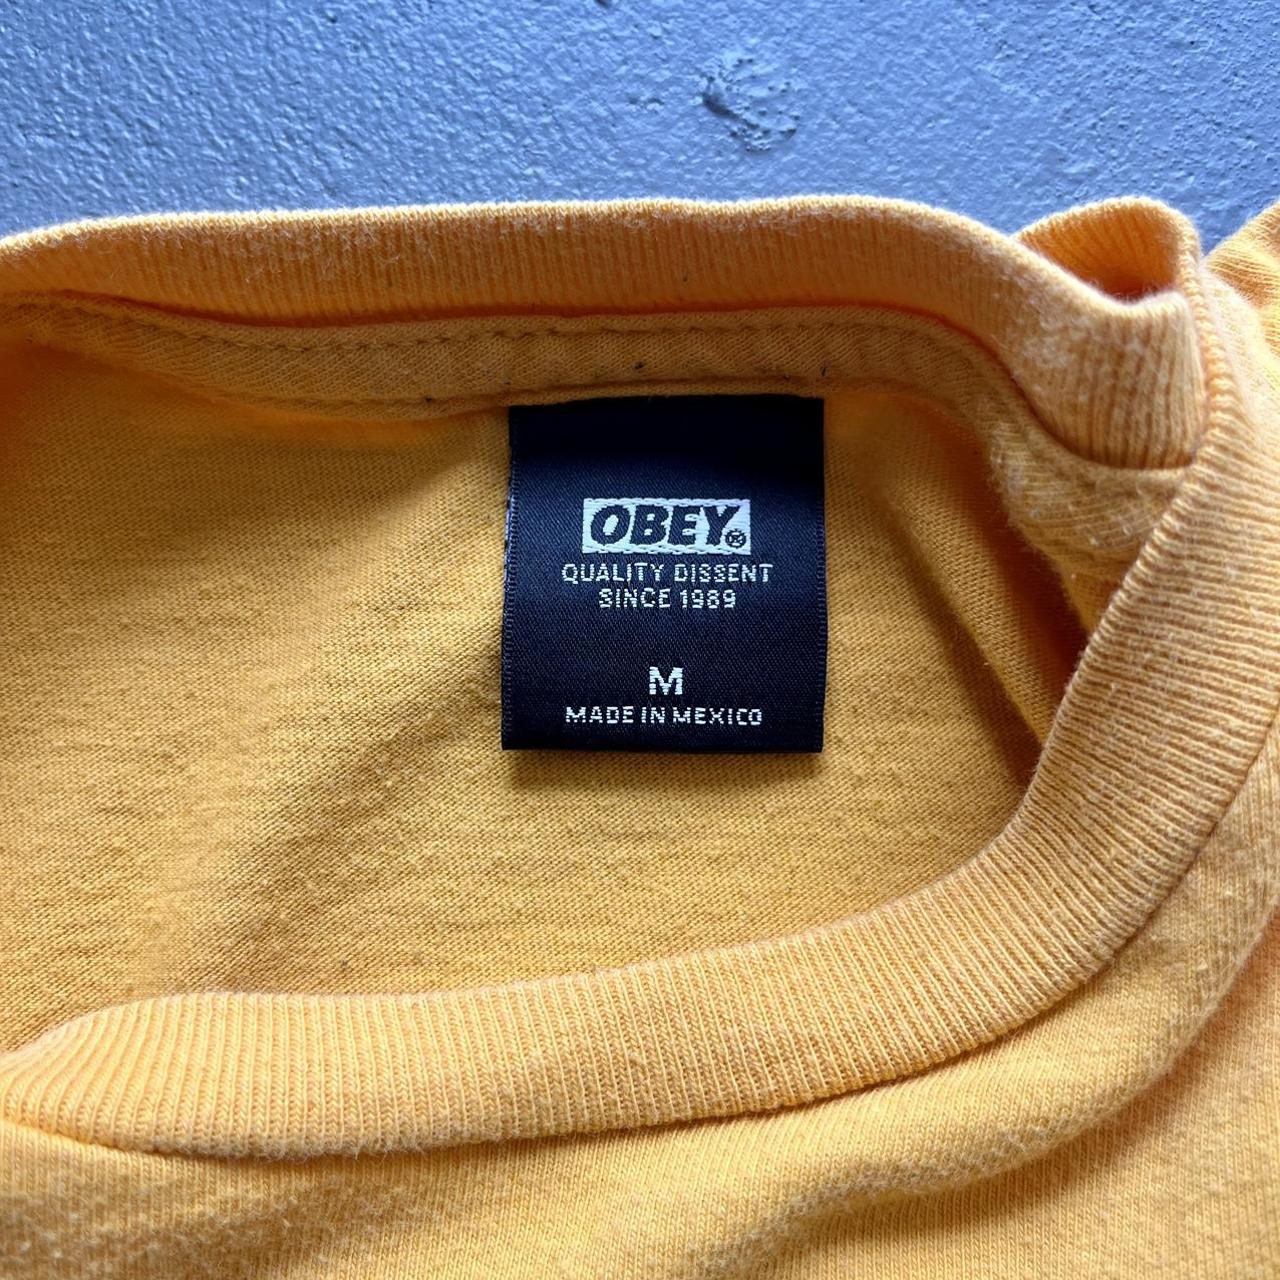 OBEY®
QUALITY DISSENT
SINCE 1989
M
MADE IN MEXICO